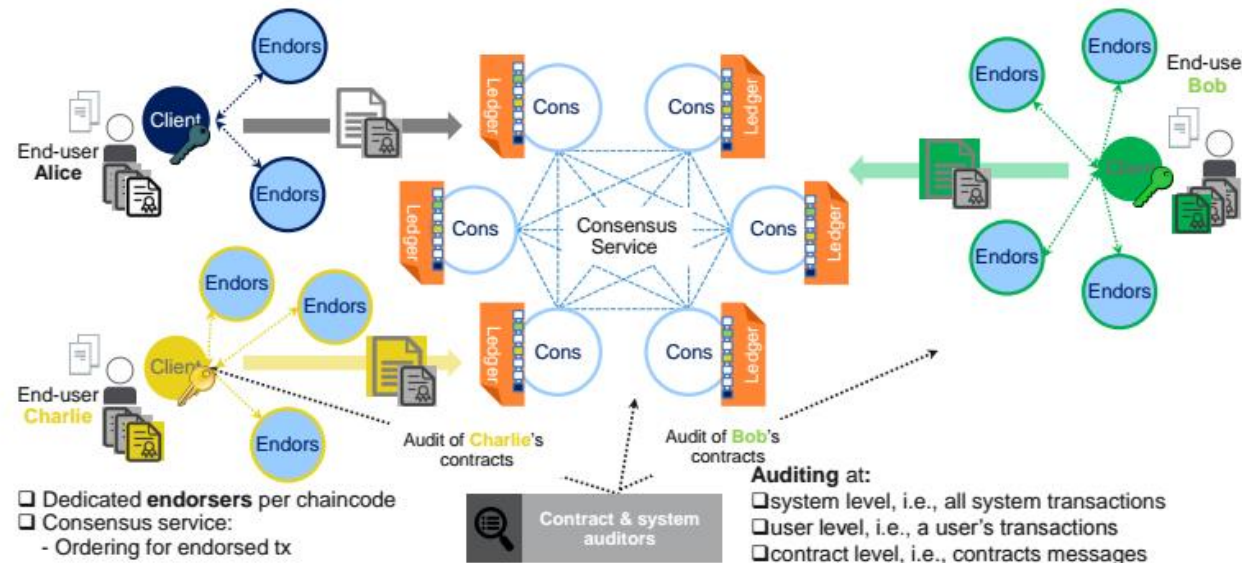 Endors
Client
End-user
Alice
Endors
Ledger
Cons
Ledger
Cons
Ledger
Cons
Consensus
Service
Cons
Ledger
Cons
Ledger
Cons
Ledger
Endors
Endors
End-use
Bob
Client
Endors
Endors
Endors
Endors
Client
End-user
Charlie
Endors
Audit of Charlie's
contracts
Audit of Bob's
contracts
❑ Dedicated endorsers per chaincode
❑ Consensus service:
- Ordering for endorsed tx
Contract & system
auditors
Auditing at:
❑system level, i.e., all system transactions
❑user level, i.e., a user's transactions
❑contract level, i.e., contracts messages